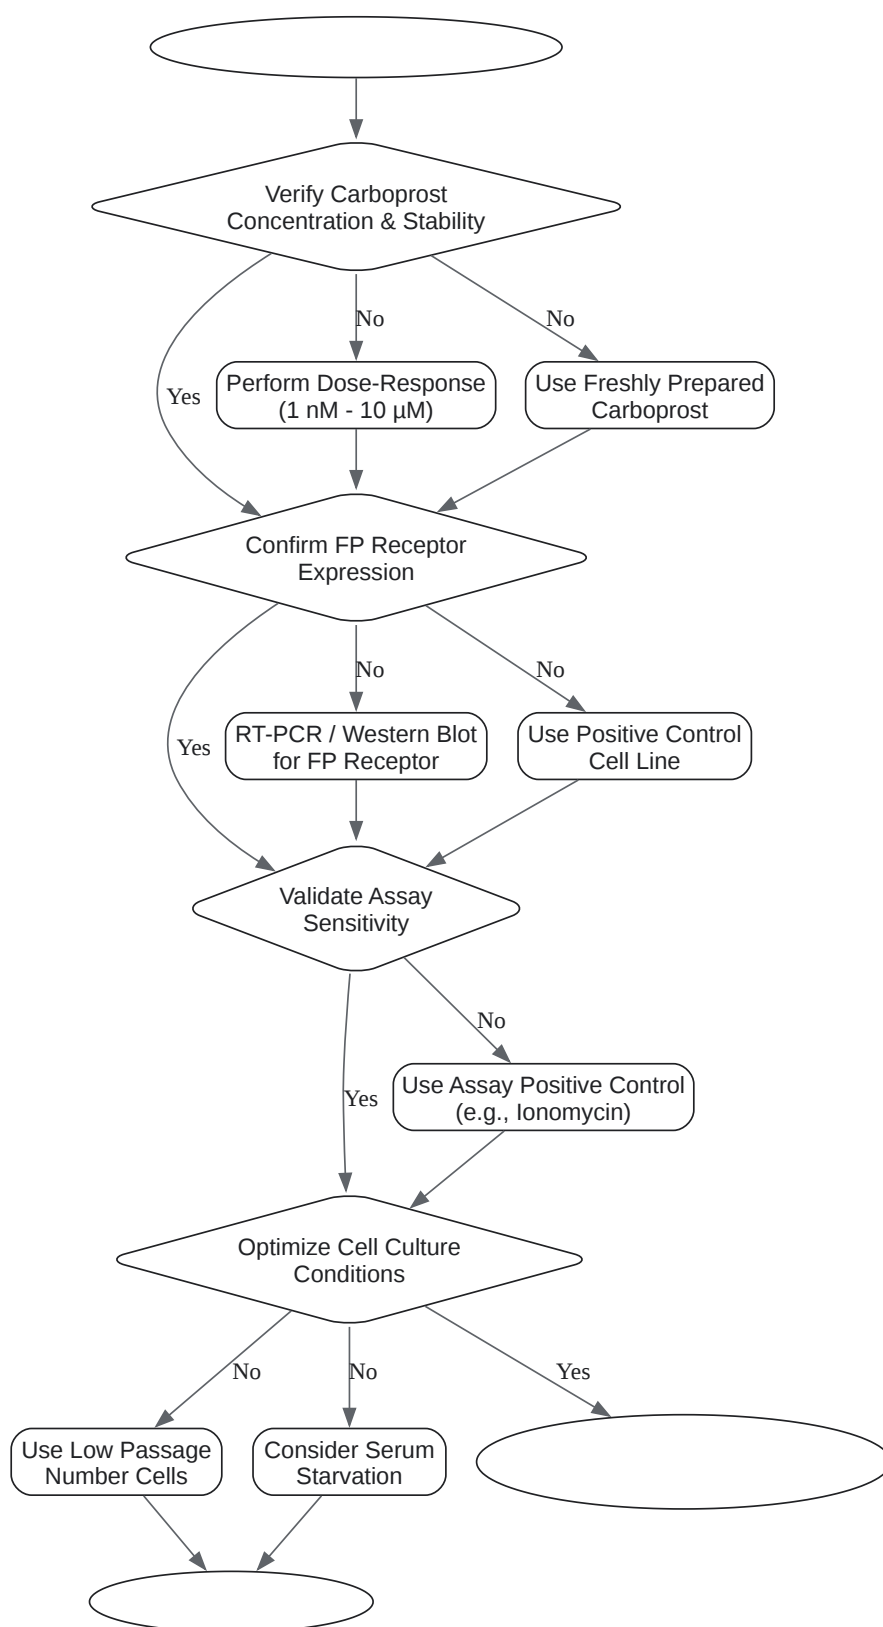 Verify Carboprost
Concentration & Stability
No
No
Yes
Perform Dose-Response
(1 nM - 10 µM)
Use Freshly Prepared
Carboprost
Confirm FP Receptor
Expression
No
No
Yes
RT-PCR / Western Blot
for FP Receptor
Use Positive Control
Cell Line
Validate Assay
Sensitivity
No
Yes
Use Assay Positive Control
(e.g., Ionomycin)
Optimize Cell Culture
Conditions
No
No
Yes
Use Low Passage
Number Cells
Consider Serum
Starvation